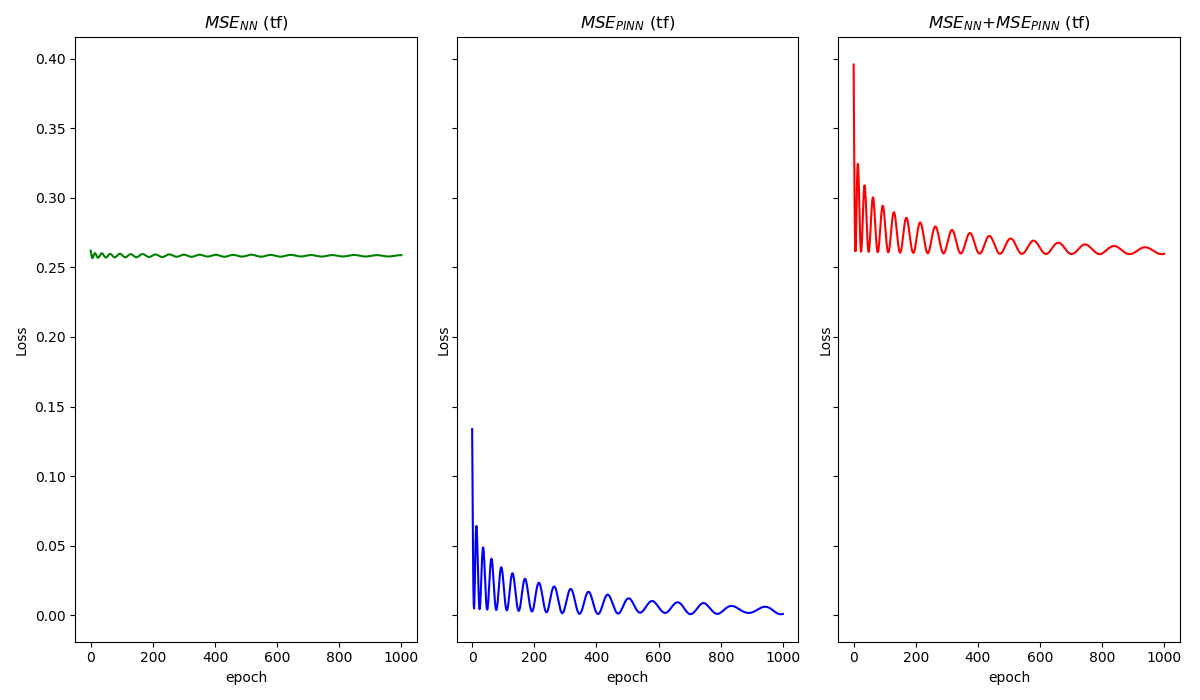 MSE_NN (tf)
0.40
0.35
0.30
0.25
0.20
0.15
0.10
0.05
0.00
Loss
0 200 400 600 800 1000
epoch
MSE_PINN (tf)
Loss
0 200 400 600 800 1000
epoch
MSE_NN+MSE_PINN (tf)
Loss
0 200 400 600 800 1000
epoch